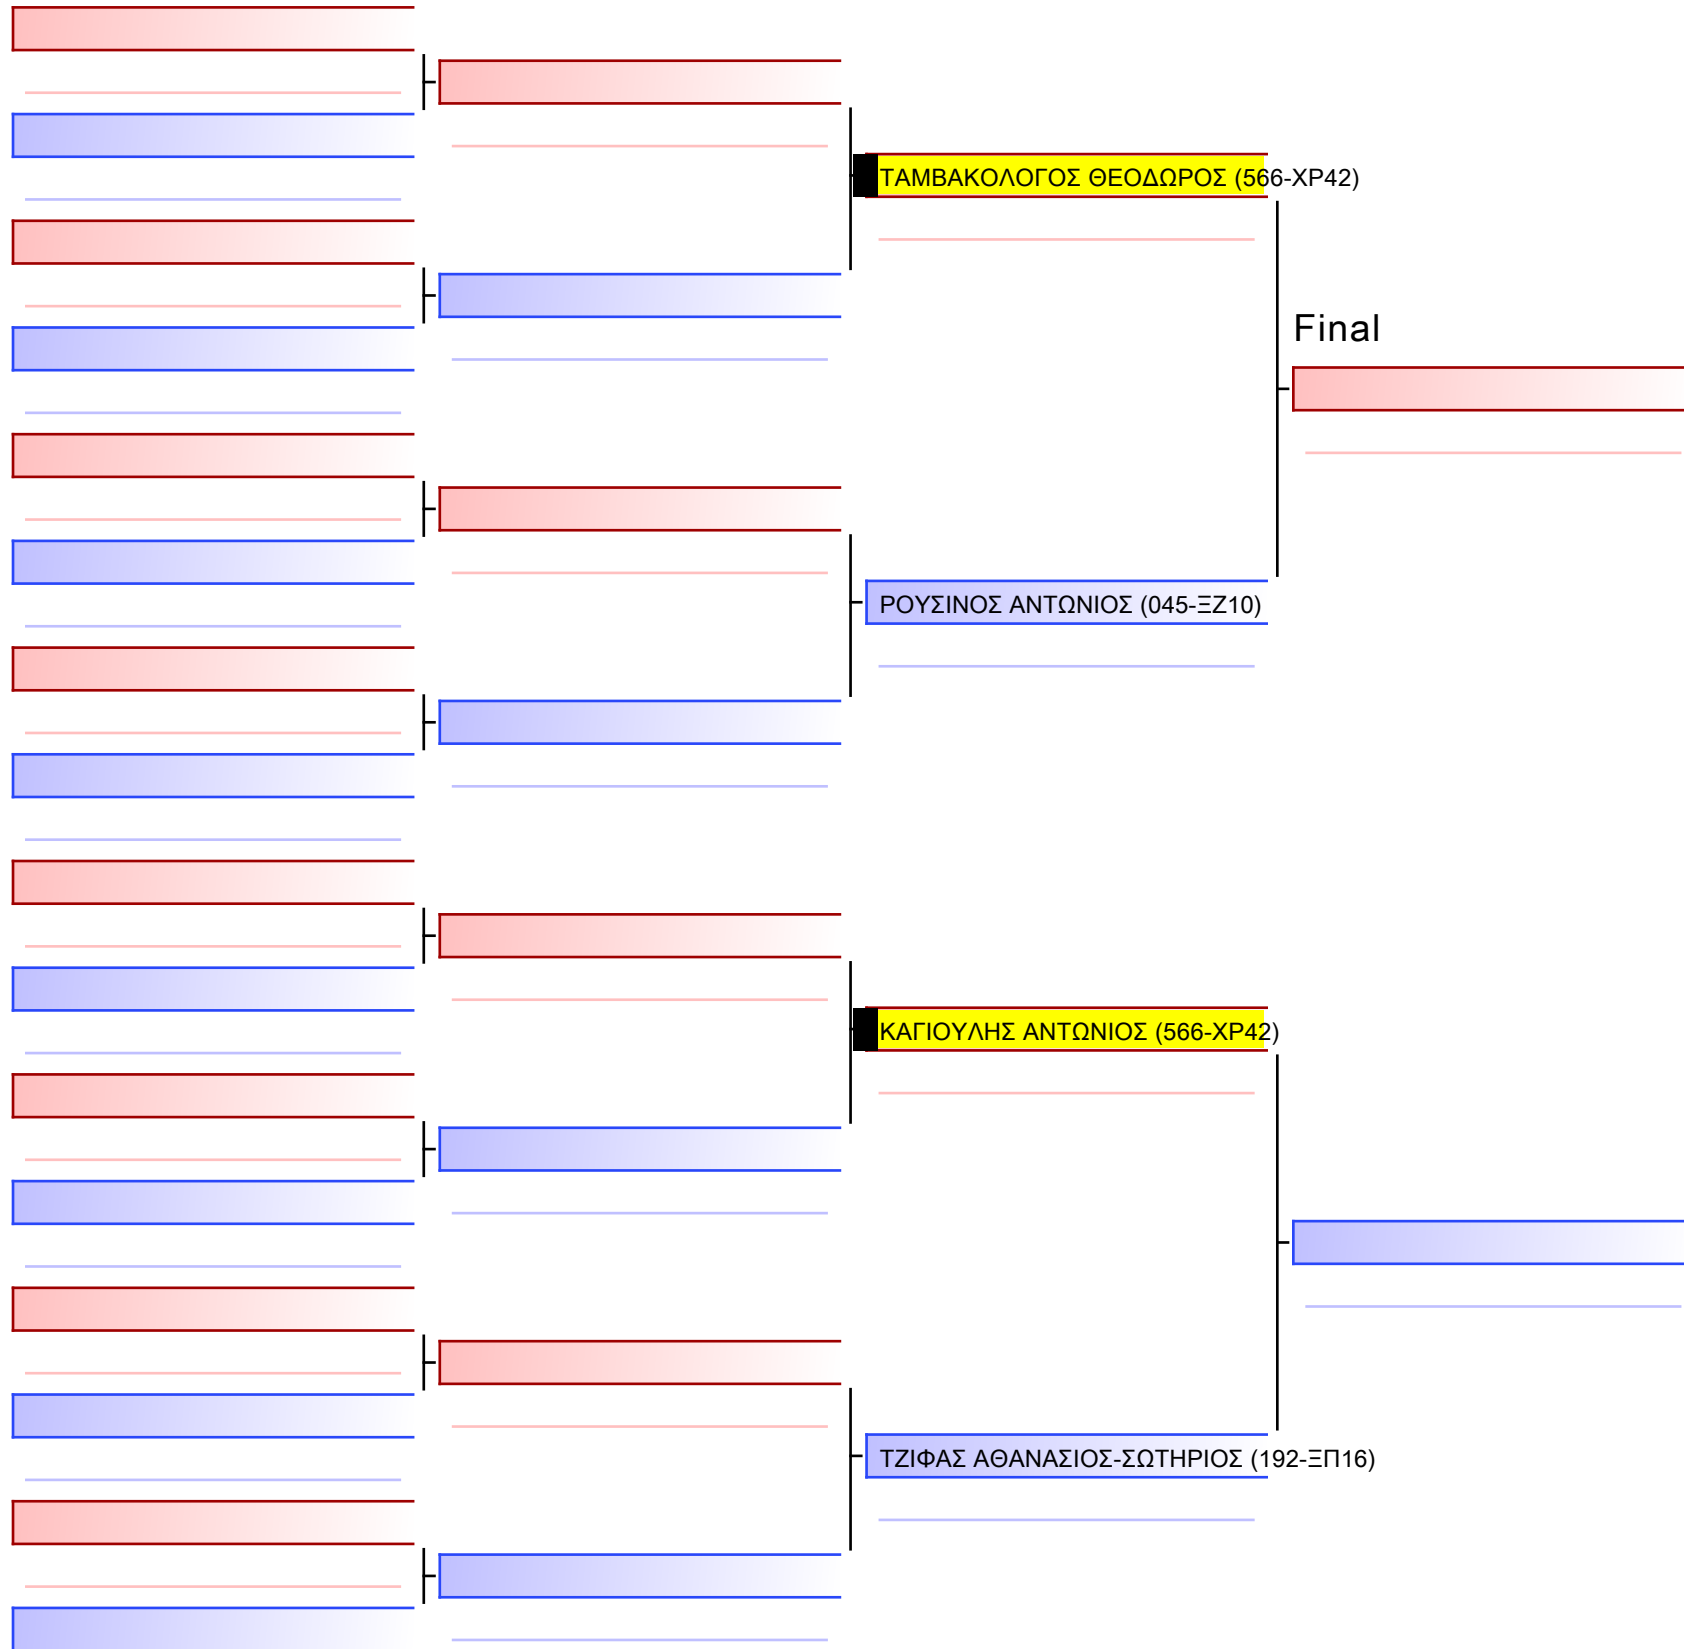 ΤΑΜΒΑΚΟΛΟΓΟΣ ΘΕΟΔΩΡΟΣ (566-ΧΡ42)
Final
ΡΟΥΣΙΝΟΣ ΑΝΤΩΝΙΟΣ (045-ΞΖ10)
ΚΑΓΙΟΥΛΗΣ ΑΝΤΩΝΙΟΣ (566-ΧΡ42)
ΤΖΙΦΑΣ ΑΘΑΝΑΣΙΟΣ-ΣΩΤΗΡΙΟΣ (192-ΞΠ16)